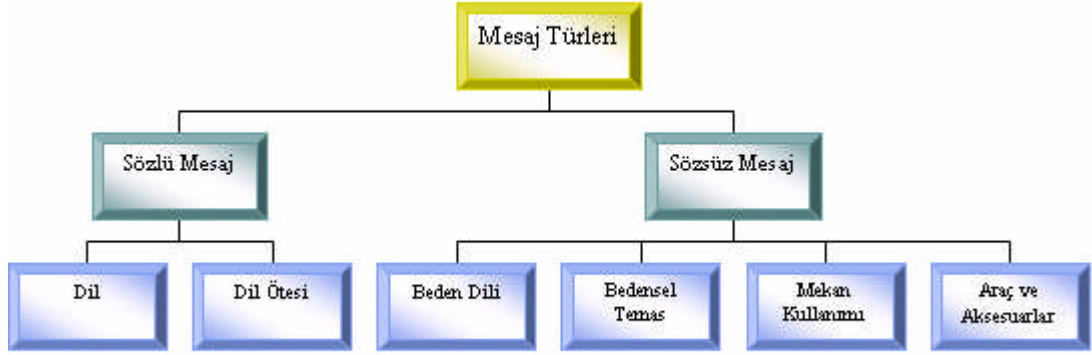 Mesaj Türleri
Sözlü Mesaj
Sözsüz Mesaj
Dil
Dil Ötesi
Beden Dili
Bedensel
Temas
Mekan
Kullanımı
Araç ve
Aksesuarlar